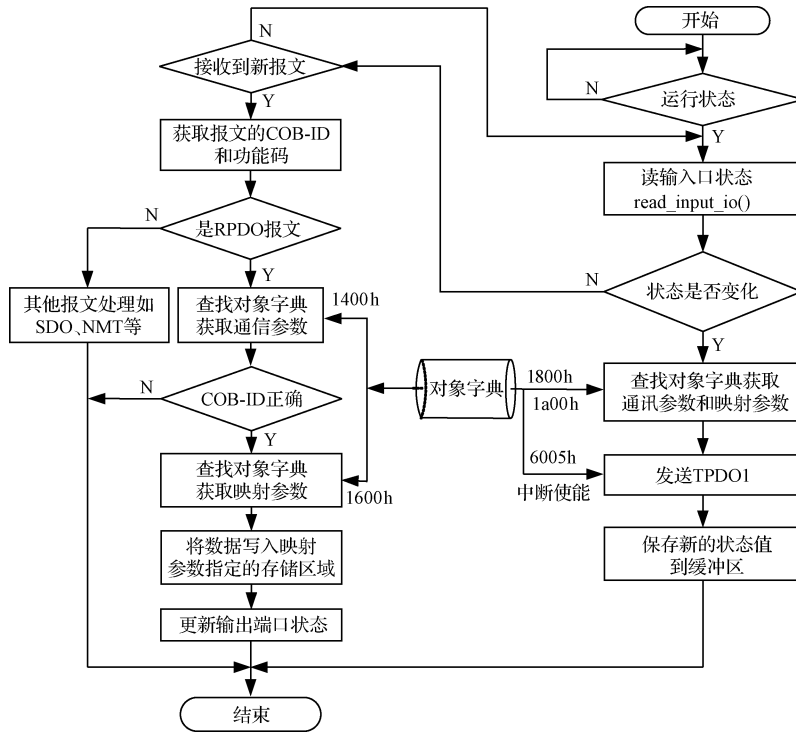 开始
N
接收到新报文
N
运行状态
Y
Y
获取报文的COB-ID
和功能码
读输入口状态
read_input_io()
N
是RPDO报文
N
状态是否变化
Y
其他报文处理如
SDO、NMT等
查找对象字典
获取通信参数
1400h
Y
N
COB-ID正确
对象字典
1800h
1a00h
查找对象字典获取
通讯参数和映射参数
Y
查找对象字典
获取映射参数
1600h
6005h
中断使能
发送TPDO1
将数据写入映射
参数指定的存储区域
保存新的状态值
到缓冲区
更新输出端口状态
结束